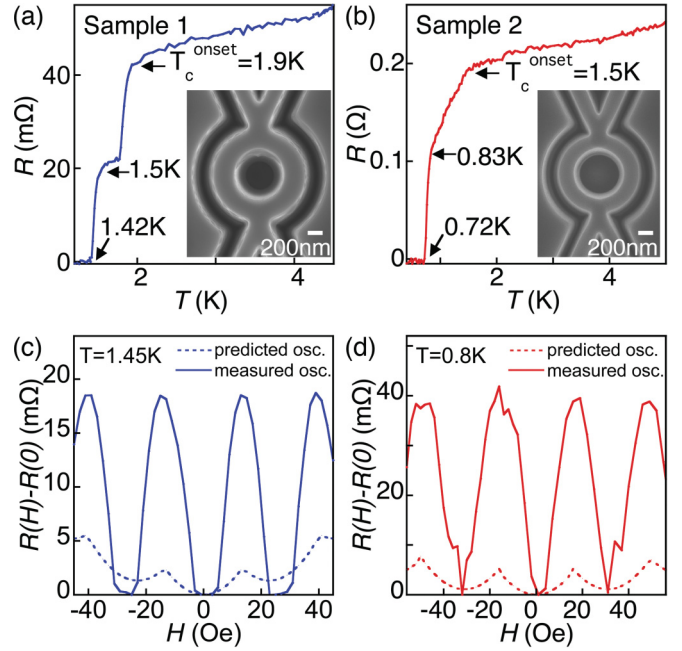 (a)
Sample 1
T_c^onset =1.9K
1.5K
1.42K
200nm
R (mΩ)
40
20
0
2
4
T (K)
(b)
Sample 2
T_c^onset =1.5K
0.83K
0.72K
200nm
R (Ω)
0.2
0.1
0
2
4
T (K)
(c)
T=1.45K
predicted osc.
measured osc.
R(H)-R(0) (mΩ)
20
15
10
5
0
-40
-20
0
20
40
H (Oe)
(d)
T=0.8K
predicted osc.
measured osc.
R(H)-R(0) (mΩ)
40
20
0
-40
-20
0
20
40
H (Oe)